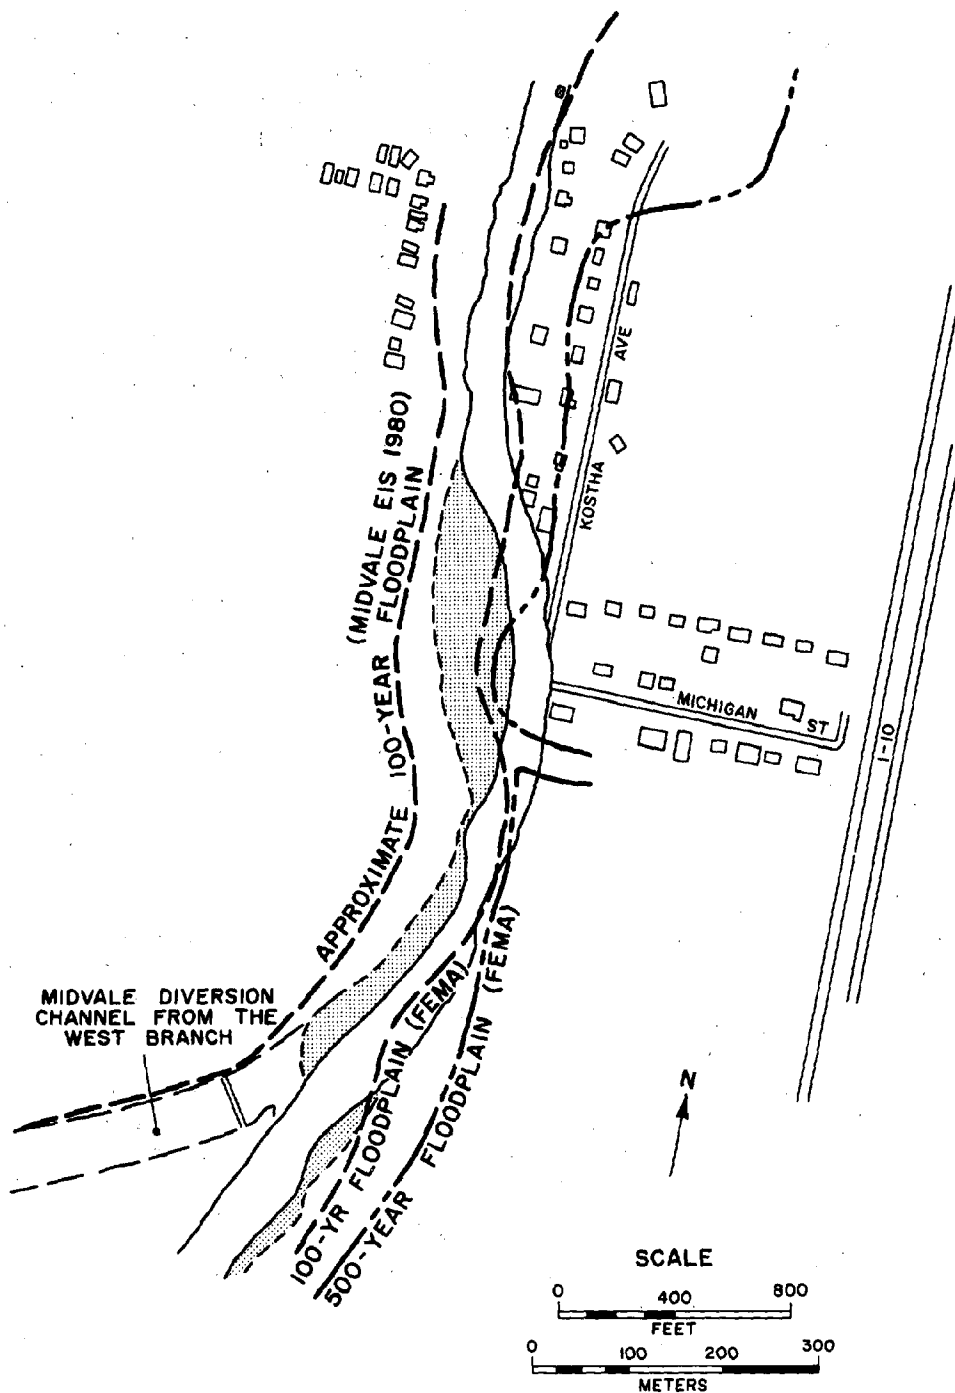 KOSTHA AVE
(MIDVALE EIS 1980)
APPROXIMATE 100-YEAR FLOODPLAIN
MICHIGAN ST
I-10
MIDVALE DIVERSION
CHANNEL FROM THE
WEST BRANCH
100-YR FLOODPLAIN (FEMA)
500-YEAR FLOODPLAIN (FEMA)
N
SCALE
0 400 800
FEET
0 100 200 300
METERS